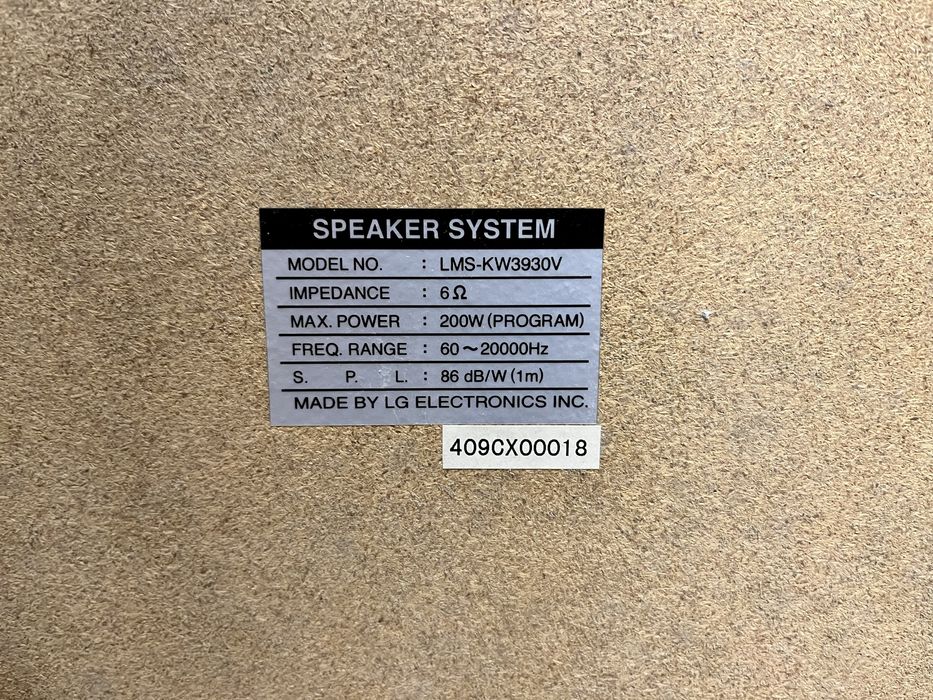 SPEAKER SYSTEM
MODEL NO. : LMS-KW3930V
IMPEDANCE : 6Ω
MAX. POWER : 200W (PROGRAM)
FREQ. RANGE : 60～20000Hz
S. P. L. : 86 dB/W (1m)
MADE BY LG ELECTRONICS INC.
409CX00018